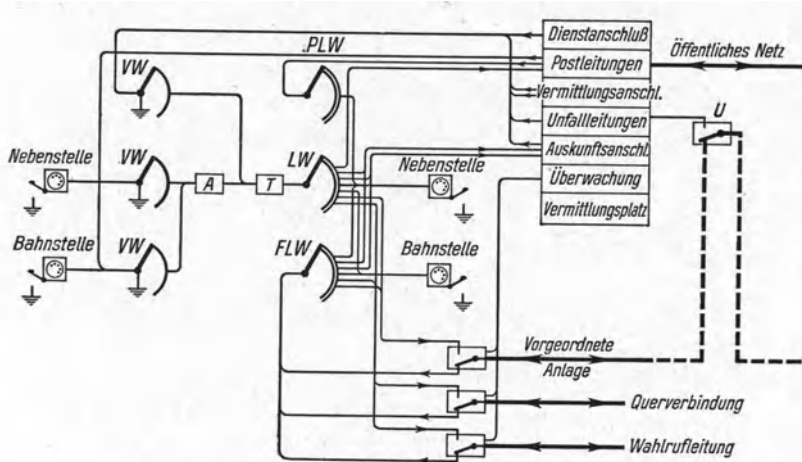 .PLW
Dienstanschluß
Postleitungen
Öffentliches Netz
VW
Vermittlungsanschl.
Unfallleitungen
U
Nebenstelle
VW
A
T
LW
Nebenstelle
Auskunftsanschl.
Überwachung
Vermittlungsplatz
Bahnstelle
VW
FLW
Bahnstelle
Vorgeordnete
Anlage
Querverbindung
Wahlrufleitung